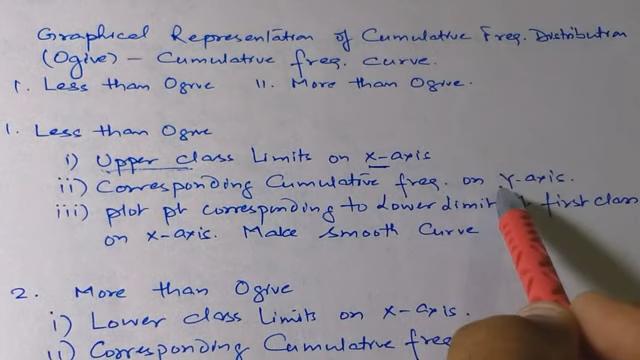 Graphical Representation of Cumulative Freq. Distribution
(Ogive) - Cumulative freq. curve.
1. Less than Ogive 11. More than Ogive.
1. Less than Ogive
i) Upper class Limits on x-axis
ii) Corresponding Cumulative freq. on Y-axis.
iii) plot pt corresponding to Lower limit first class
on x-axis. Make smooth Curve
2. More than Ogive
i) Lower class Limits on x-axis.
ii) Corresponding Cumulative freq